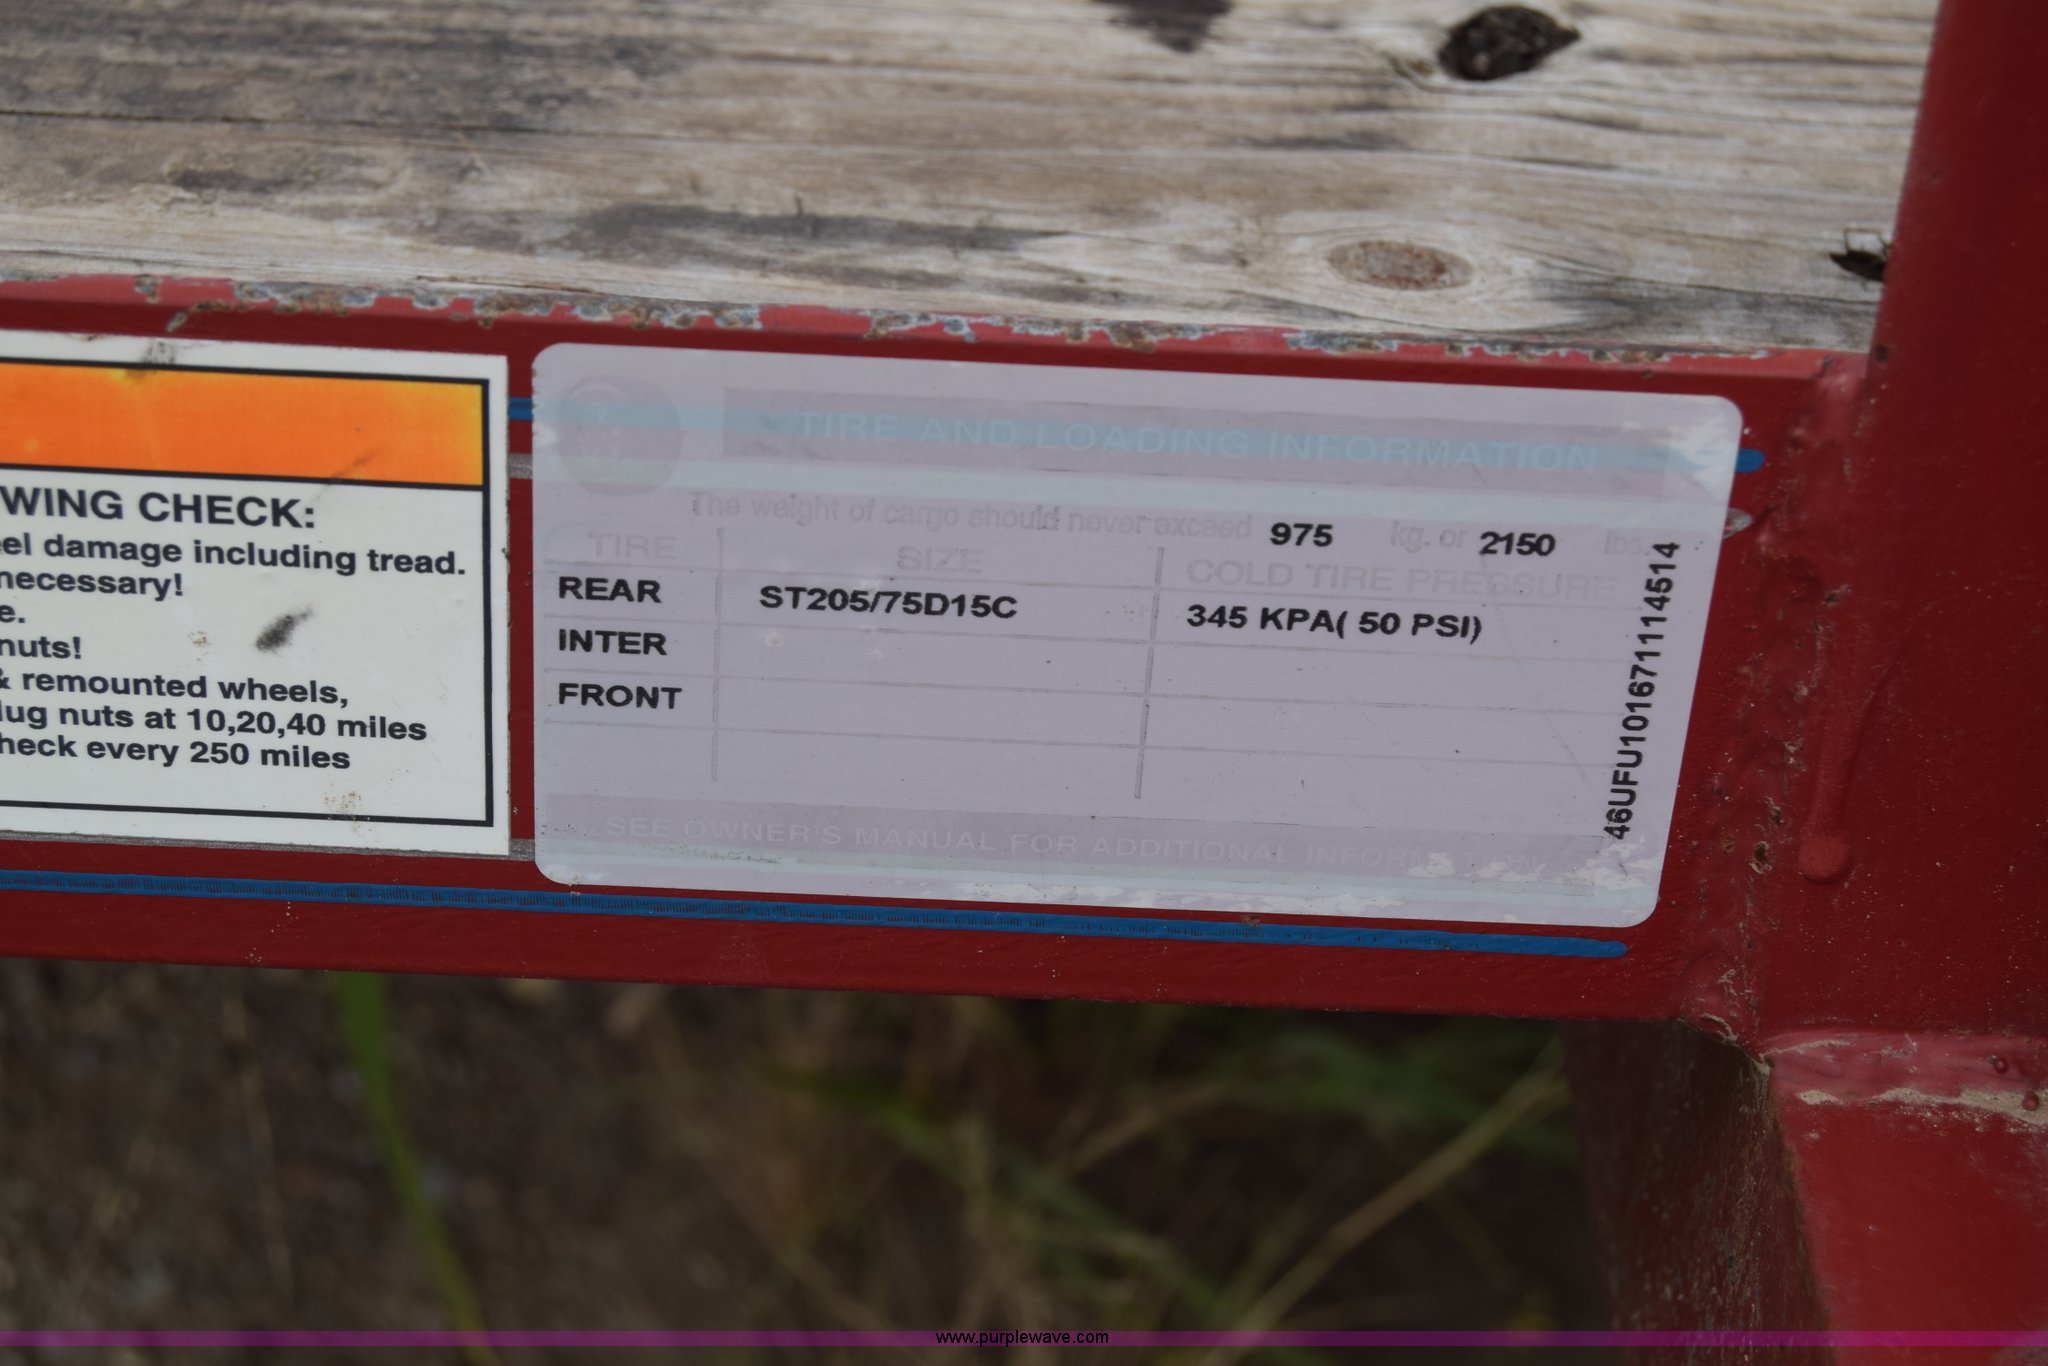 WING CHECK:
el damage including tread.
necessary!
e.
nuts!
& remounted wheels,
lug nuts at 10,20,40 miles
heck every 250 miles
TIRE AND LOADING INFORMATION
The weight of cargo should never exceed 975 kg. or 2150 lbs.
TIRE SIZE COLD TIRE PRESSURE
REAR ST205/75D15C 345 KPA( 50 PSI)
INTER
FRONT
SEE OWNER'S MANUAL FOR ADDITIONAL INFORMATION
46UFU101671114514
www.purplewave.com